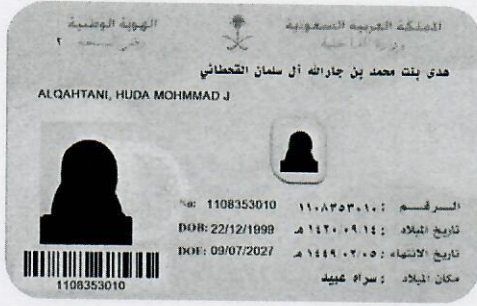 المملكة العربية السعودية
وزارة الداخلية
الهوية الوطنية
٢
هدى بنت محمد بن جارالله آل سلمان القحطاني
ALQAHTANI, HUDA MOHMMAD J
No: 1108353010
الرقم : ١١٠٨٣٥٣٠١٠
DOB: 22/12/1999
تاريخ الميلاد : ١٤٢٠/٠٩/١٤ هـ
DOE: 09/07/2027
تاريخ الانتهاء : ١٤٤٩/٠٢/٠٥ هـ
مكان الميلاد : سراة عبيده
1108353010